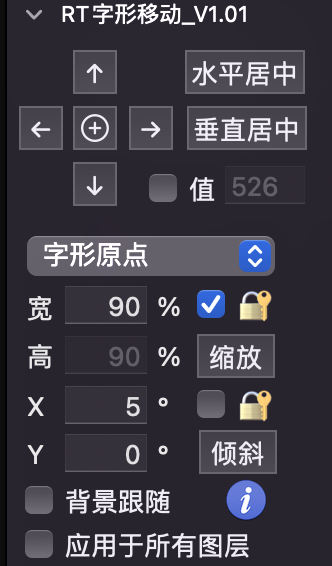 RT字形移动_V1.01
↑ 水平居中
← → 垂直居中
↓ 值 526
字形原点
宽 90 %
高 90 % 缩放
X 5 °
Y 0 ° 倾斜
背景跟随 i
应用于所有图层